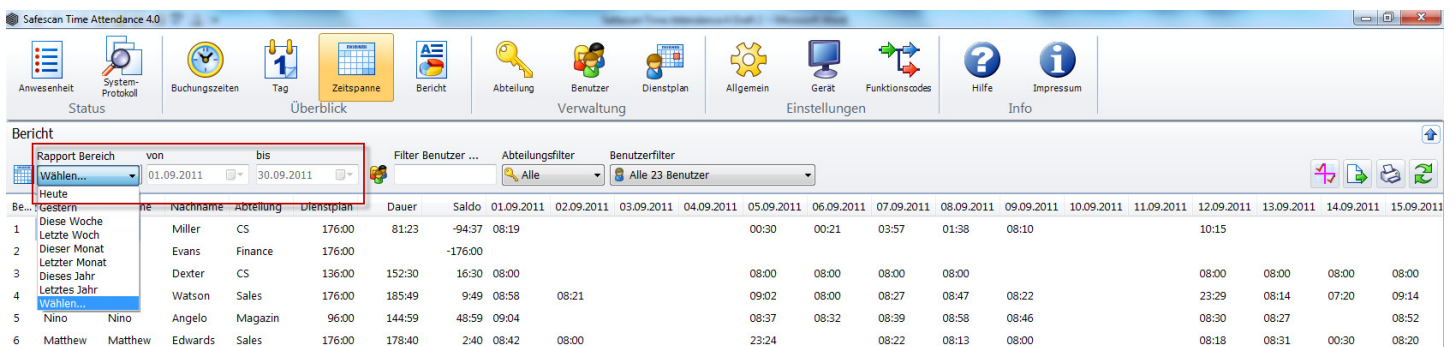 Safescan Time Attendance 4.0
Anwesenheit System-Protokoll Buchungszeiten Tag Zeitspanne Bericht Abteilung Benutzer Dienstplan Allgemein Gerät Funktionscodes Hilfe Impressum
Status Überblick Verwaltung Einstellungen Info
Bericht
Rapport Bereich von bis Filter Benutzer ... Abteilungsfilter Benutzerfilter
Wählen... 01.09.2011 30.09.2011 Alle Alle 23 Benutzer
Heute
Gestern
Diese Woche
Letzte Woch
Dieser Monat
Letzter Monat
Dieses Jahr
Letztes Jahr
Wählen...
Be... Nachname Abteilung Dienstplan Dauer Saldo 01.09.2011 02.09.2011 03.09.2011 04.09.2011 05.09.2011 06.09.2011 07.09.2011 08.09.2011 09.09.2011 10.09.2011 11.09.2011 12.09.2011 13.09.2011 14.09.2011 15.09.2011
1 Miller CS 176:00 81:23 -94:37 08:19 00:30 00:21 03:57 01:38 08:10 10:15
2 Evans Finance 176:00 -176:00
3 Dexter CS 136:00 152:30 16:30 08:00 08:00 08:00 08:00 08:00 08:00 08:00 08:00 08:00
4 Watson Sales 176:00 185:49 9:49 08:58 08:21 09:02 08:00 08:27 08:47 08:22 23:29 08:14 07:20 09:14
5 Nino Nino Angelo Magazin 96:00 144:59 48:59 09:04 08:37 08:32 08:39 08:58 08:46 08:30 08:27 08:52
6 Matthew Matthew Edwards Sales 176:00 178:40 2:40 08:42 08:00 23:24 08:22 08:13 08:00 08:18 08:31 00:30 08:20